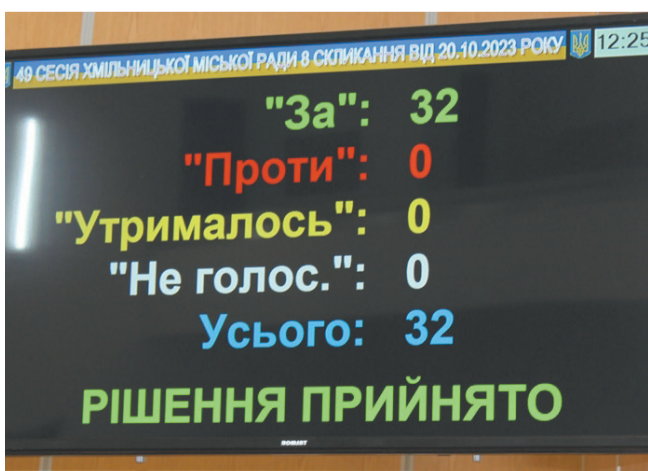 49 СЕСІЯ ХМІЛЬНИЦЬКОЇ МІСЬКОЇ РАДИ 8 СКЛИКАННЯ ВІД 20.10.2023 РОКУ 12:25
"За": 32
"Проти": 0
"Утрималось": 0
"Не голос.": 0
Усього: 32
РІШЕННЯ ПРИЙНЯТО